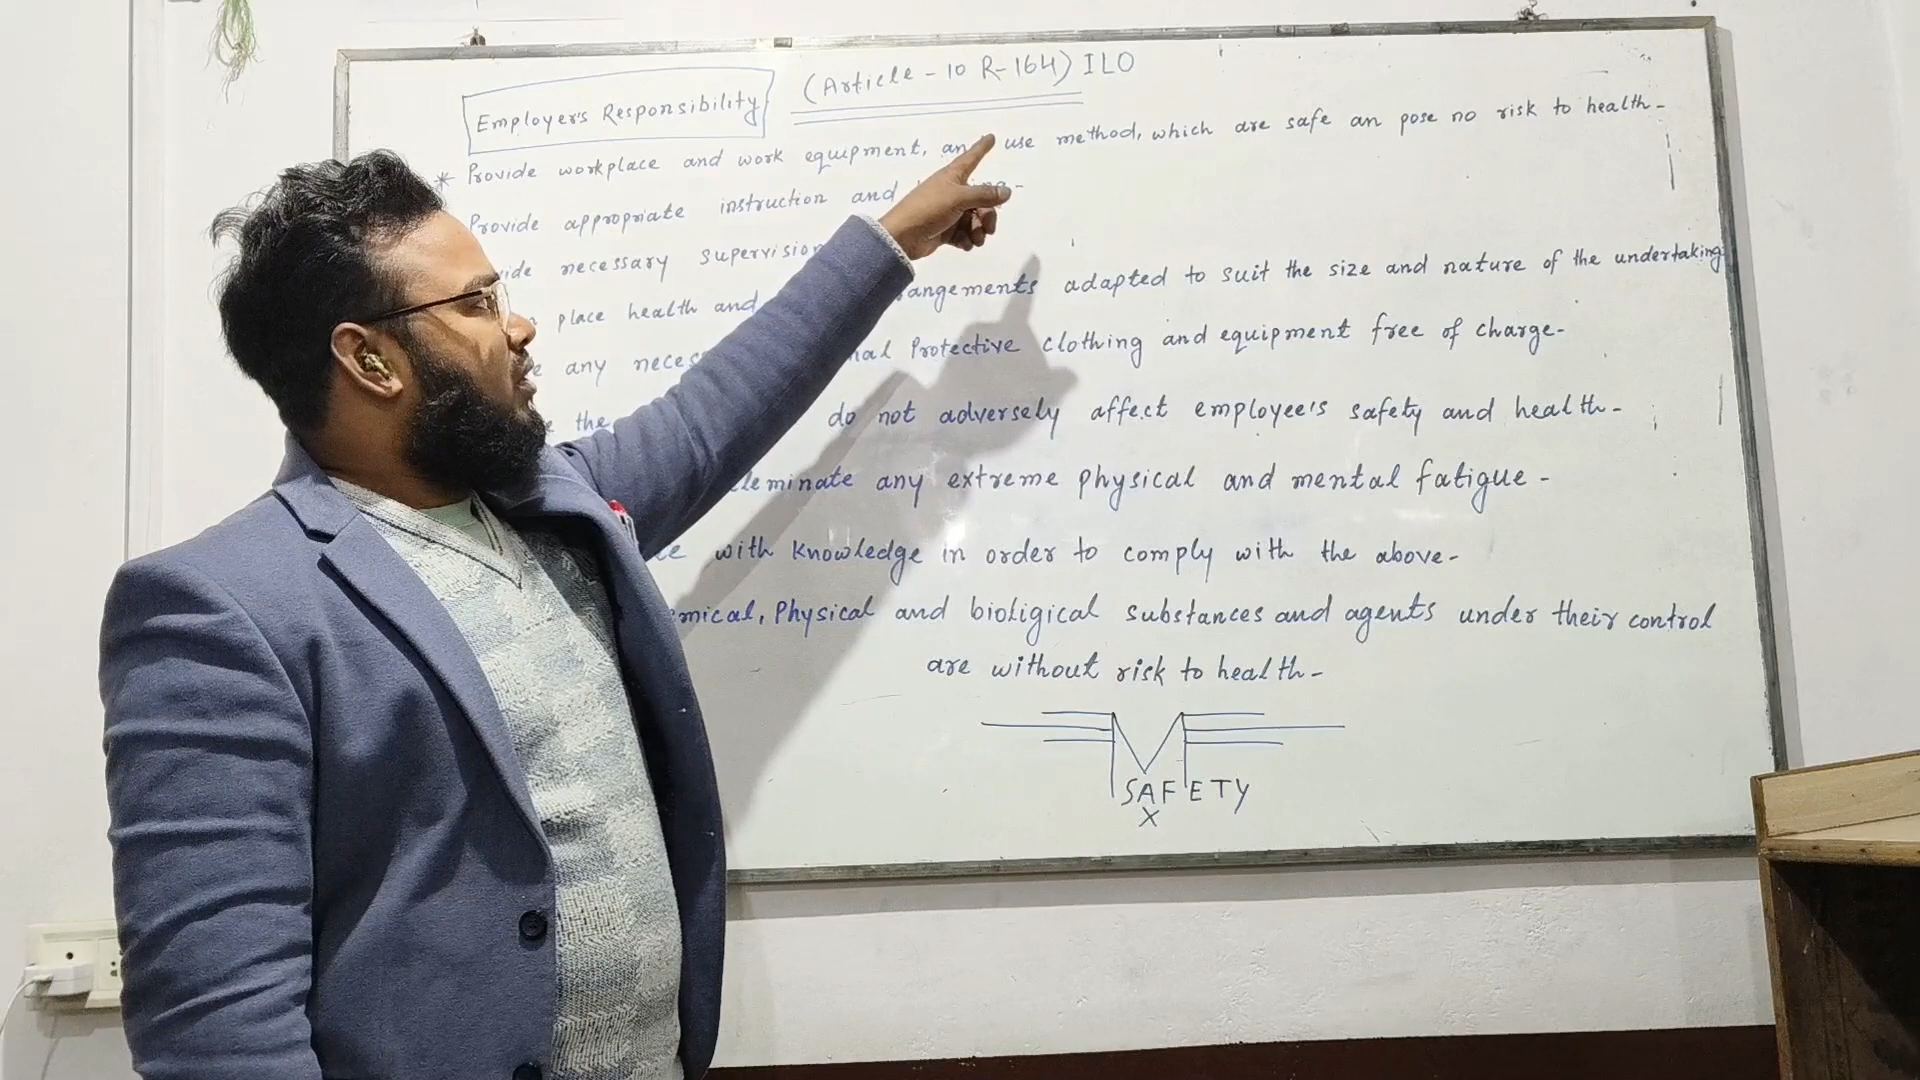 Employer's Responsibility (Article - 10 R-164) ILO
* Provide workplace and work equipment, and use method, which are safe an pose no risk to health-
Provide appropriate instruction and
necessary supervision
place health and arrangements adapted to suit the size and nature of the undertaking
any Protective clothing and equipment free of charge-
the do not adversely affect employee's safety and health-
eleminate any extreme physical and mental fatigue-
with knowledge in order to comply with the above-
Physical and bioligical substances and agents under their control
are without risk to health-
M
SAFETY
X